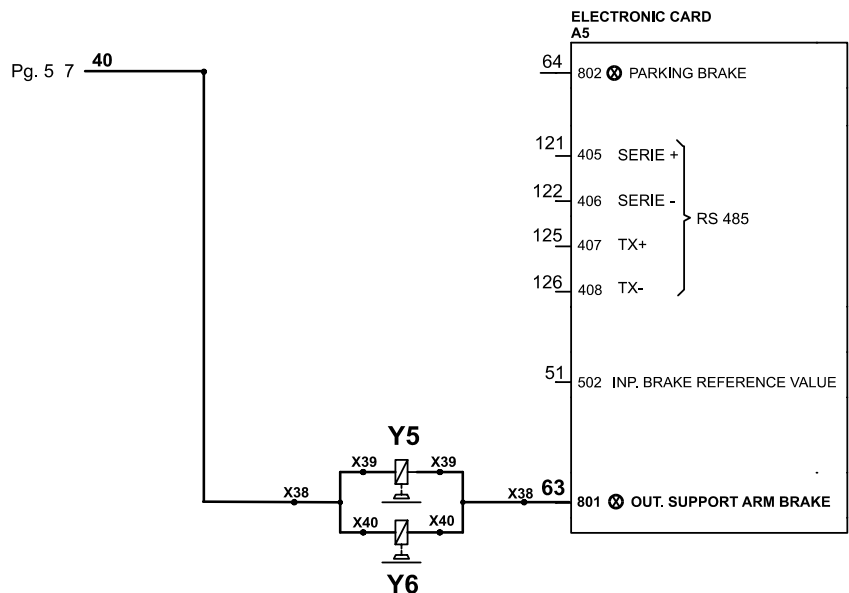 ELECTRONIC CARD
A5
Pg. 5 7 40
64 802 PARKING BRAKE
121 405 SERIE +
122 406 SERIE -
RS 485
125 407 TX+
126 408 TX-
51 502 INP. BRAKE REFERENCE VALUE
Y5
X39 X39
X38 X38 63 801 OUT. SUPPORT ARM BRAKE
X40 X40
Y6